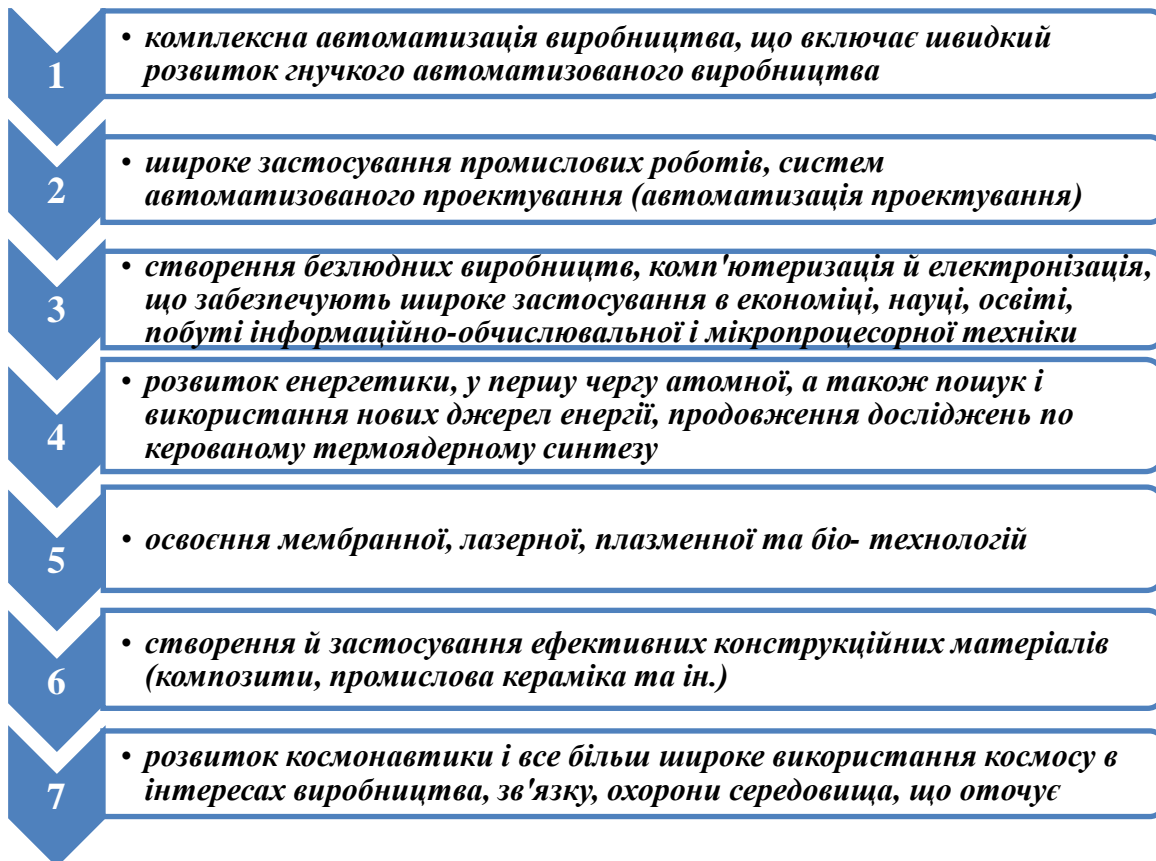 1
• комплексна автоматизація виробництва, що включає швидкий
розвиток гнучкого автоматизованого виробництва
2
• широке застосування промислових роботів, систем
автоматизованого проектування (автоматизація проектування)
3
• створення безлюдних виробництв, комп'ютеризація й електронізація,
що забезпечують широке застосування в економіці, науці, освіті,
побуті інформаційно-обчислювальної і мікропроцесорної техніки
4
• розвиток енергетики, у першу чергу атомної, а також пошук і
використання нових джерел енергії, продовження досліджень по
керованому термоядерному синтезу
5
• освоєння мембранної, лазерної, плазменної та біо- технологій
6
• створення й застосування ефективних конструкційних матеріалів
(композити, промислова кераміка та ін.)
7
• розвиток космонавтики і все більш широке використання космосу в
інтересах виробництва, зв'язку, охорони середовища, що оточує